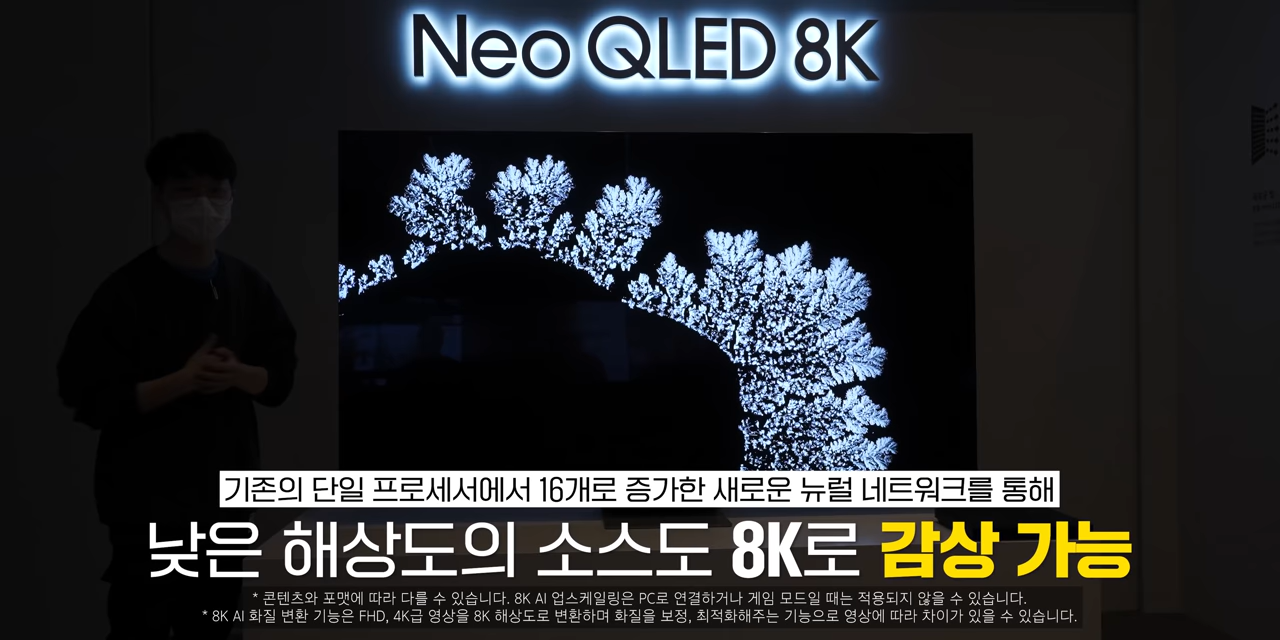 Neo QLED 8K
기존의 단일 프로세서에서 16개로 증가한 새로운 뉴럴 네트워크를 통해
낮은 해상도의 소스도 8K로 감상 가능
* 콘텐츠와 포맷에 따라 다를 수 있습니다. 8K AI 업스케일링은 PC로 연결하거나 게임 모드일 때는 적용되지 않을 수 있습니다.
* 8K AI 화질 변환 기능은 FHD, 4K급 영상을 8K 해상도로 변환하며 화질을 보정, 최적화해주는 기능으로 영상에 따라 차이가 있을 수 있습니다.